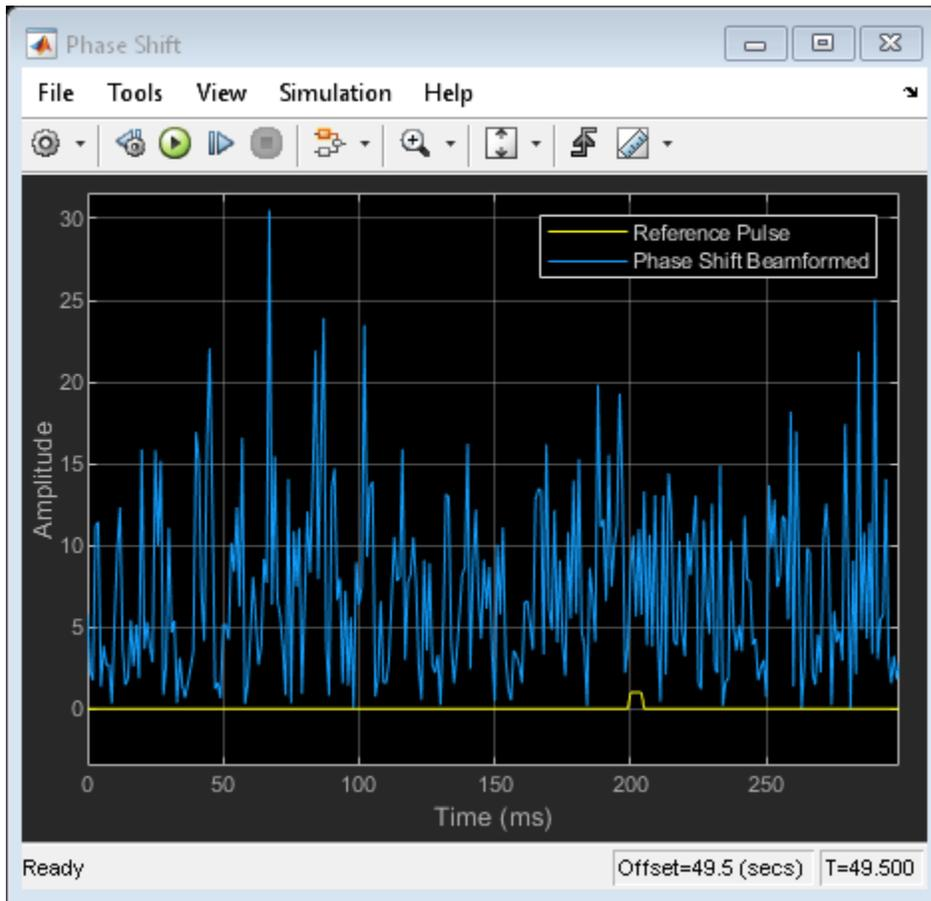 Phase Shift
File Tools View Simulation Help
30
Reference Pulse
Phase Shift Beamformed
25
20
15
10
5
0
Amplitude
0 50 100 150 200 250
Time (ms)
Ready Offset=49.5 (secs) T=49.500